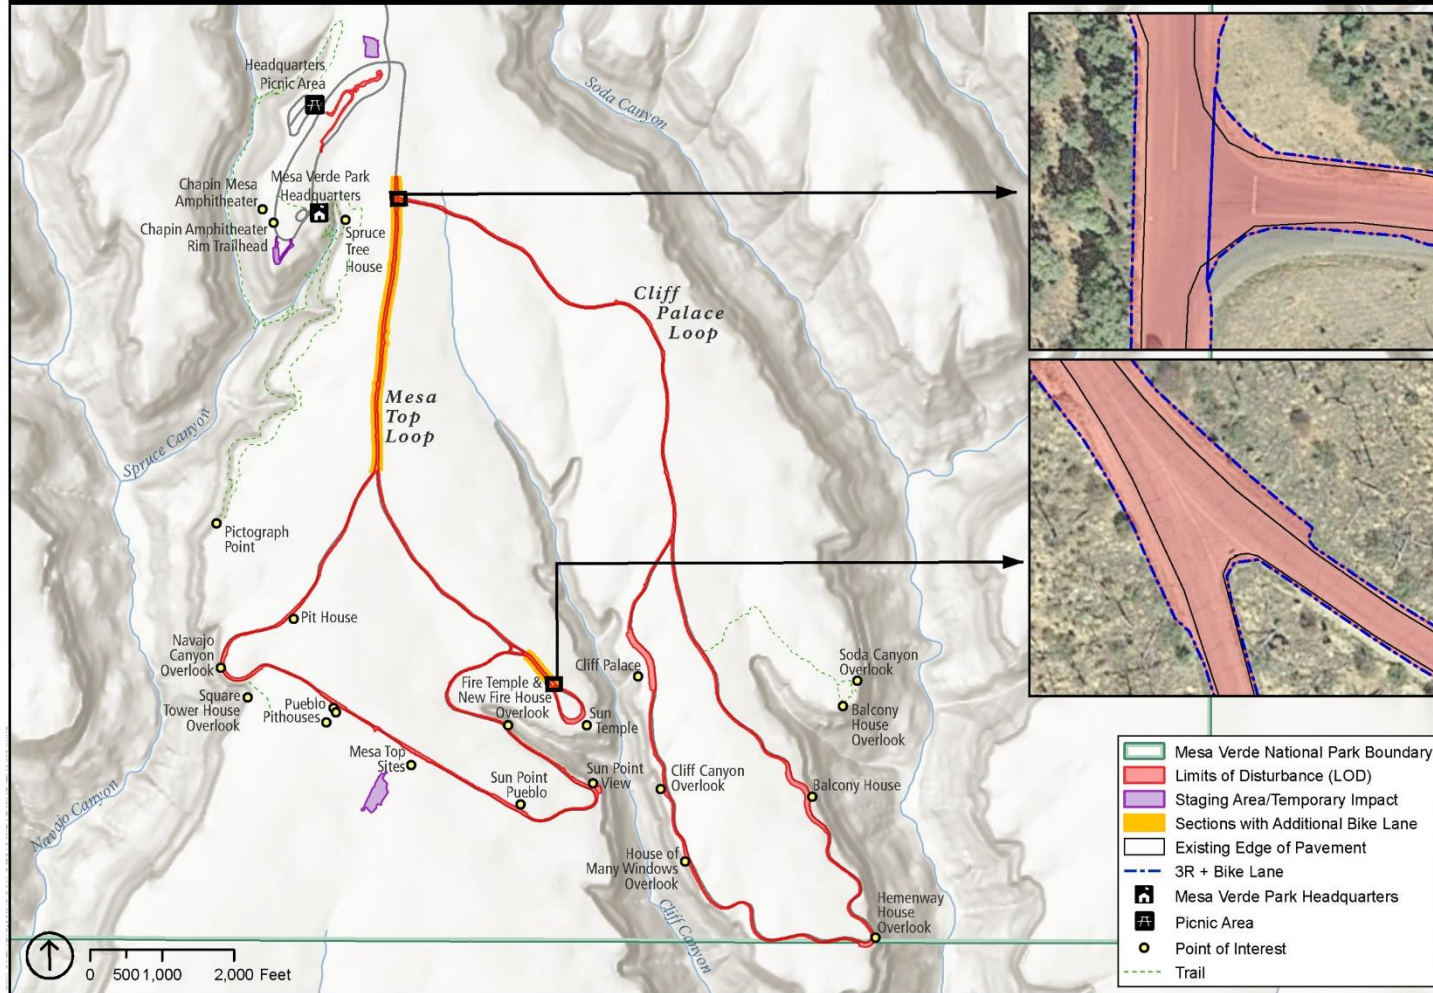 Headquarters
Picnic Area
Soda Canyon
Mesa Verde Park
Headquarters
Chapin Mesa
Amphitheater
Chapin Amphitheater
Rim Trailhead
Spruce
Tree
House
Cliff
Palace
Loop
Mesa
Top
Loop
Spruce Canyon
Pictograph
Point
Pit House
Navajo
Canyon
Overlook
Square
Tower House
Overlook
Pueblo
Pithouses
Fire Temple &
New Fire House
Overlook
Cliff Palace
Sun
Temple
Soda Canyon
Overlook
Balcony
House
Overlook
Mesa Top
Sites
Sun Point
Pueblo
Sun Point
View
Cliff Canyon
Overlook
Balcony House
Navajo Canyon
House of
Many Windows
Overlook
Hemenway
House
Overlook
Cliff Canyon
0 500 1,000 2,000 Feet
Mesa Verde National Park Boundary
Limits of Disturbance (LOD)
Staging Area/Temporary Impact
Sections with Additional Bike Lane
Existing Edge of Pavement
3R + Bike Lane
Mesa Verde Park Headquarters
Picnic Area
Point of Interest
Trail